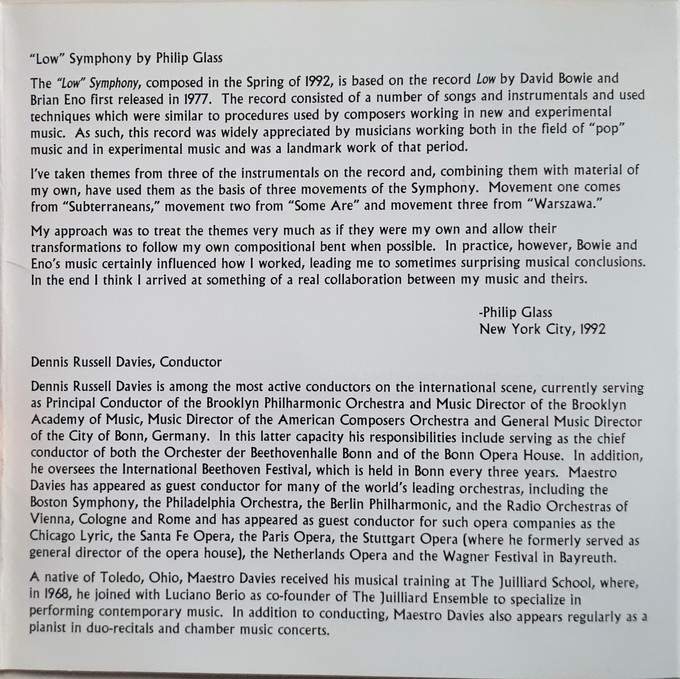 "Low" Symphony by Philip Glass
The "Low" Symphony, composed in the Spring of 1992, is based on the record Low by David Bowie and
Brian Eno first released in 1977. The record consisted of a number of songs and instrumentals and used
techniques which were similar to procedures used by composers working in new and experimental
music. As such, this record was widely appreciated by musicians working both in the field of "pop"
music and in experimental music and was a landmark work of that period.
I've taken themes from three of the instrumentals on the record and, combining them with material of
my own, have used them as the basis of three movements of the Symphony. Movement one comes
from "Subterraneans," movement two from "Some Are" and movement three from "Warszawa."
My approach was to treat the themes very much as if they were my own and allow their
transformations to follow my own compositional bent when possible. In practice, however, Bowie and
Eno's music certainly influenced how I worked, leading me to sometimes surprising musical conclusions.
In the end I think I arrived at something of a real collaboration between my music and theirs.
-Philip Glass
New York City, 1992
Dennis Russell Davies, Conductor
Dennis Russell Davies is among the most active conductors on the international scene, currently serving
as Principal Conductor of the Brooklyn Philharmonic Orchestra and Music Director of the Brooklyn
Academy of Music, Music Director of the American Composers Orchestra and General Music Director
of the City of Bonn, Germany. In this latter capacity his responsibilities include serving as the chief
conductor of both the Orchester der Beethovenhalle Bonn and of the Bonn Opera House. In addition,
he oversees the International Beethoven Festival, which is held in Bonn every three years. Maestro
Davies has appeared as guest conductor for many of the world's leading orchestras, including the
Boston Symphony, the Philadelphia Orchestra, the Berlin Philharmonic, and the Radio Orchestras of
Vienna, Cologne and Rome and has appeared as guest conductor for such opera companies as the
Chicago Lyric, the Santa Fe Opera, the Paris Opera, the Stuttgart Opera (where he formerly served as
general director of the opera house), the Netherlands Opera and the Wagner Festival in Bayreuth.
A native of Toledo, Ohio, Maestro Davies received his musical training at The Juilliard School, where,
in 1968, he joined with Luciano Berio as co-founder of The Juilliard Ensemble to specialize in
performing contemporary music. In addition to conducting, Maestro Davies also appears regularly as a
pianist in duo-recitals and chamber music concerts.